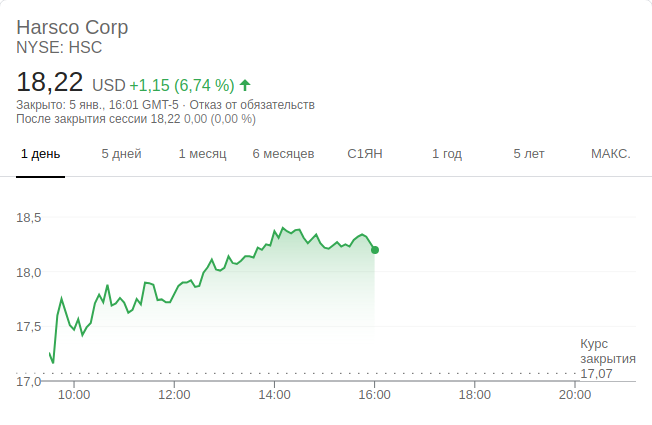 Harsco Corp
NYSE: HSC
18,22 USD +1,15 (6,74 %)
Закрыто: 5 янв., 16:01 GMT-5 · Отказ от обязательств
После закрытия сессии 18,22 0,00 (0,00 %)
1 день 5 дней 1 месяц 6 месяцев С1ЯН 1 год 5 лет МАКС.
18,5
18,0
17,5
Курс
закрытия
17,07
17,0
10:00 12:00 14:00 16:00 18:00 20:00